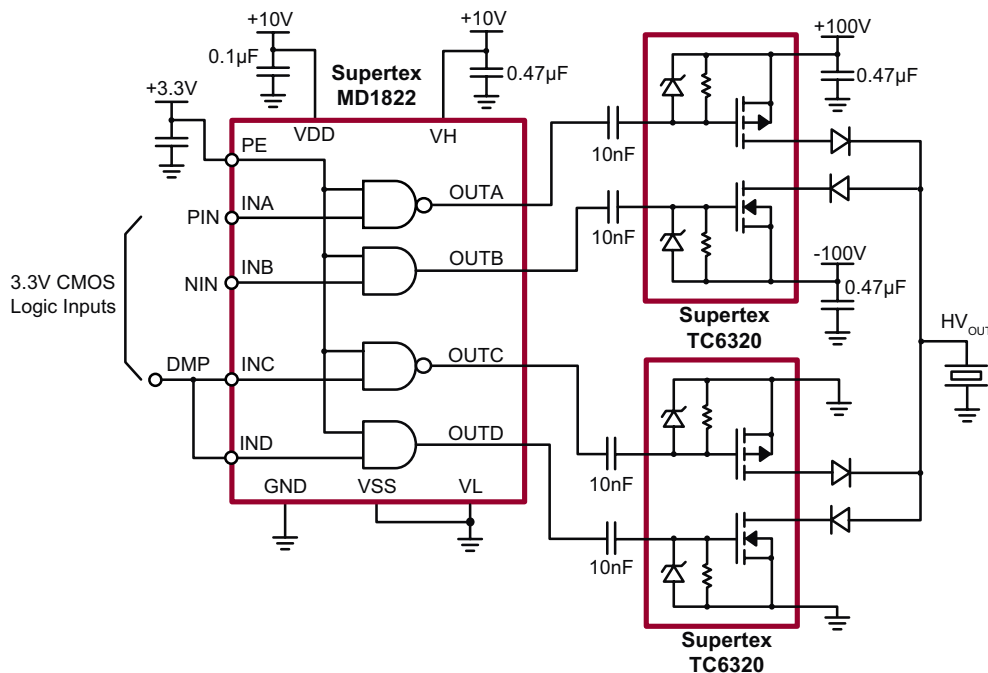 +10V
+10V
+100V
0.1µF
Supertex
MD1822
0.47µF
0.47µF
+3.3V
VDD
VH
PE
10nF
INA
OUTA
PIN
10nF
INB
OUTB
NIN
-100V
3.3V CMOS
Logic Inputs
0.47µF
Supertex
TC6320
HVOUT
DMP
INC
OUTC
IND
OUTD
10nF
GND
VSS
VL
10nF
Supertex
TC6320